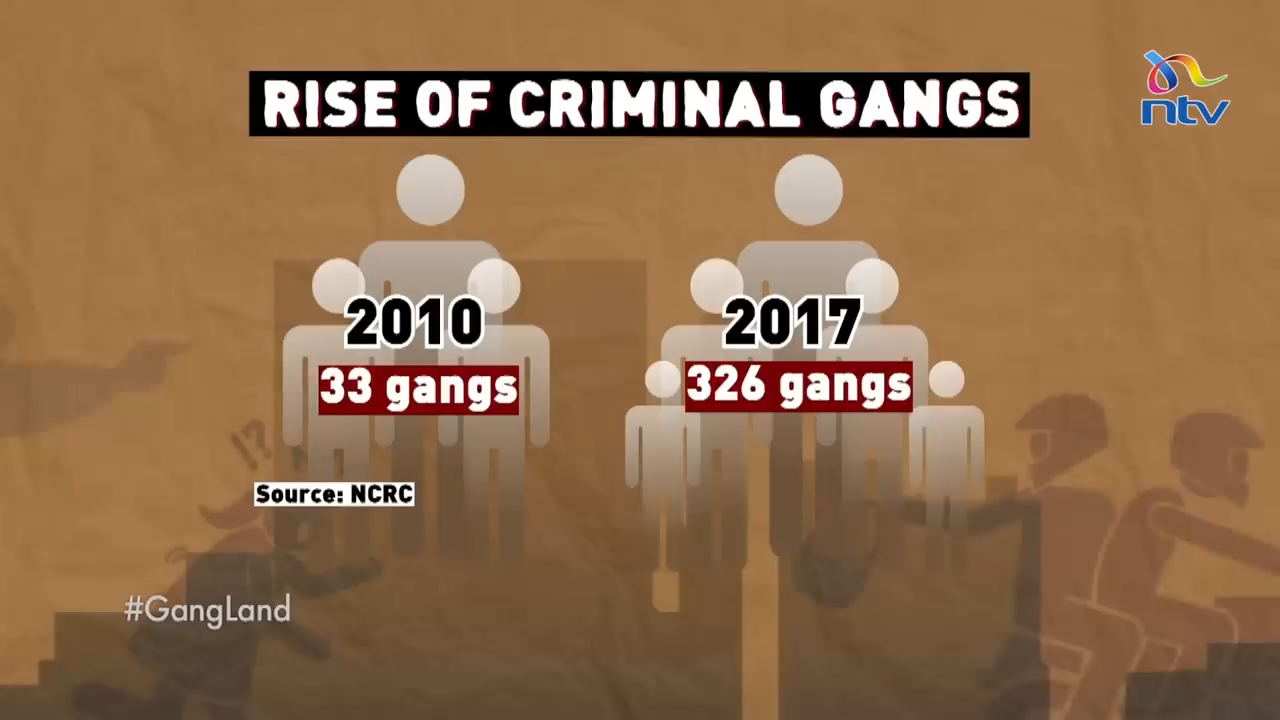 RISE OF CRIMINAL GANGS
ntv
2010
33 gangs
2017
326 gangs
!?
Source: NCRC
#GangLand